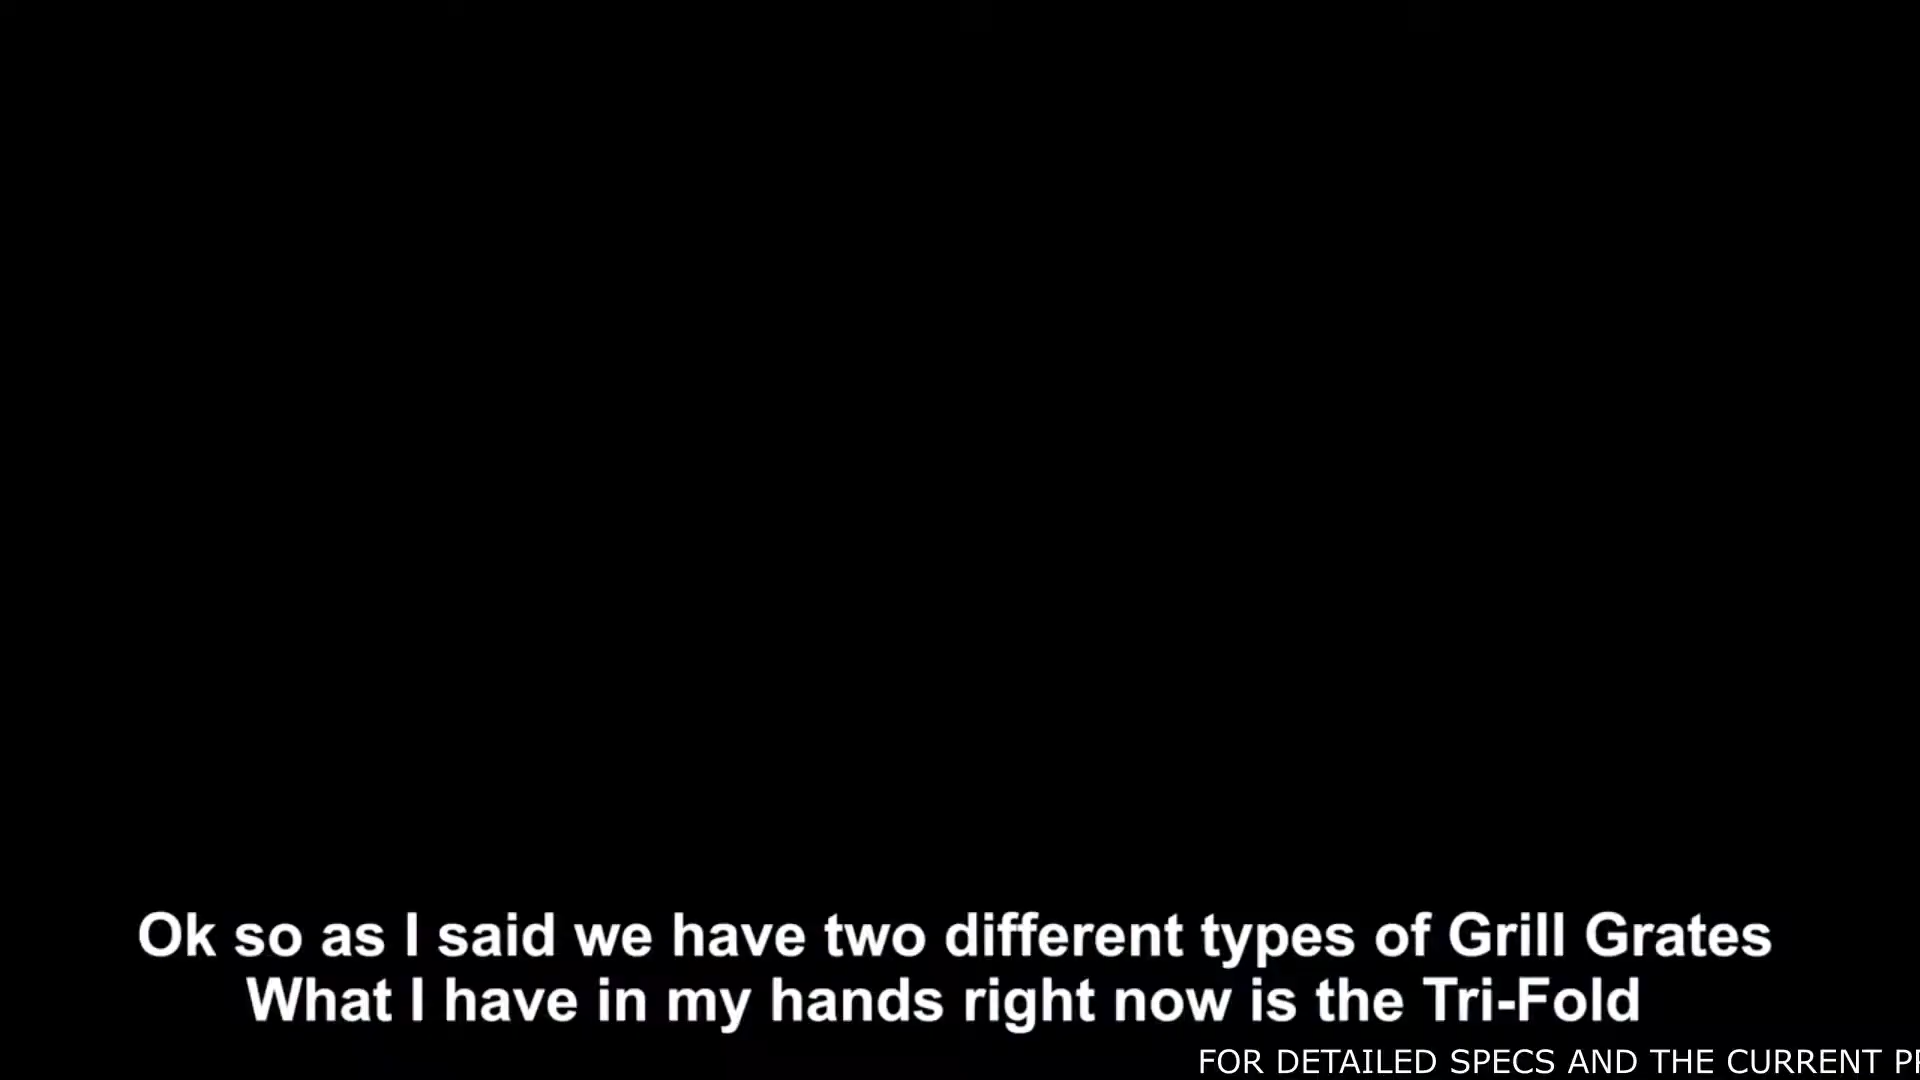 Ok so as I said we have two different types of Grill Grates
What I have in my hands right now is the Tri-Fold
FOR DETAILED SPECS AND THE CURRENT